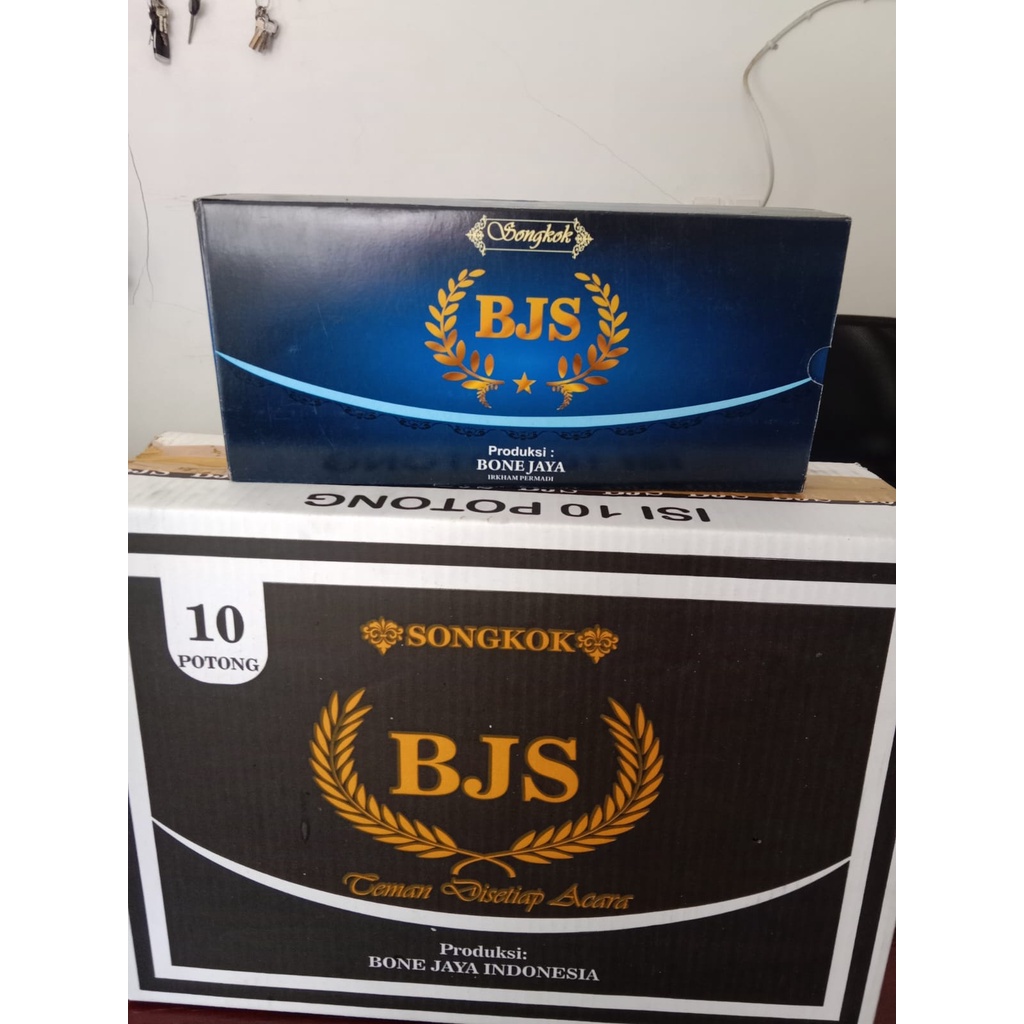 Songkok
BJS
Produksi :
BONE JAYA
IRKHAM PERMADI
ISI 10 POTONG
10
POTONG
SONGKOK
BJS
Teman Disetiap Acara
Produksi:
BONE JAYA INDONESIA